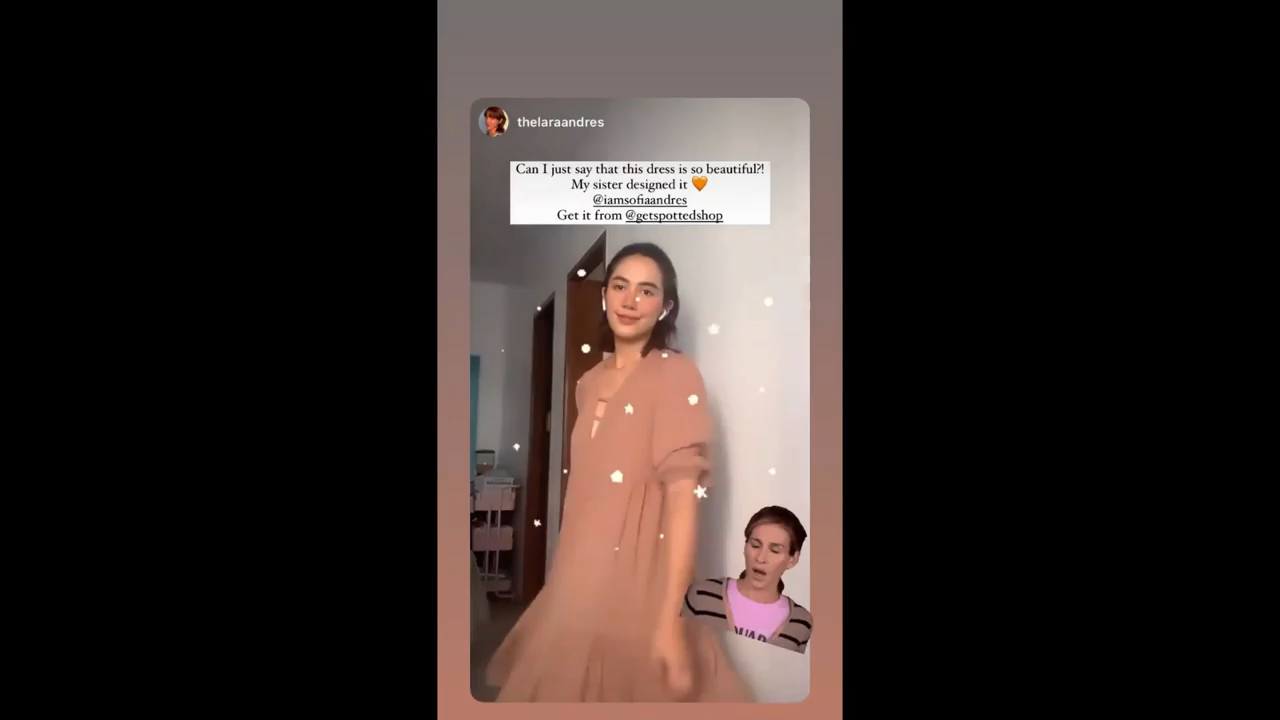 thelaraandres
Can I just say that this dress is so beautiful?!
My sister designed it 🧡
@iamsofiaandres
Get it from @getspottedshop